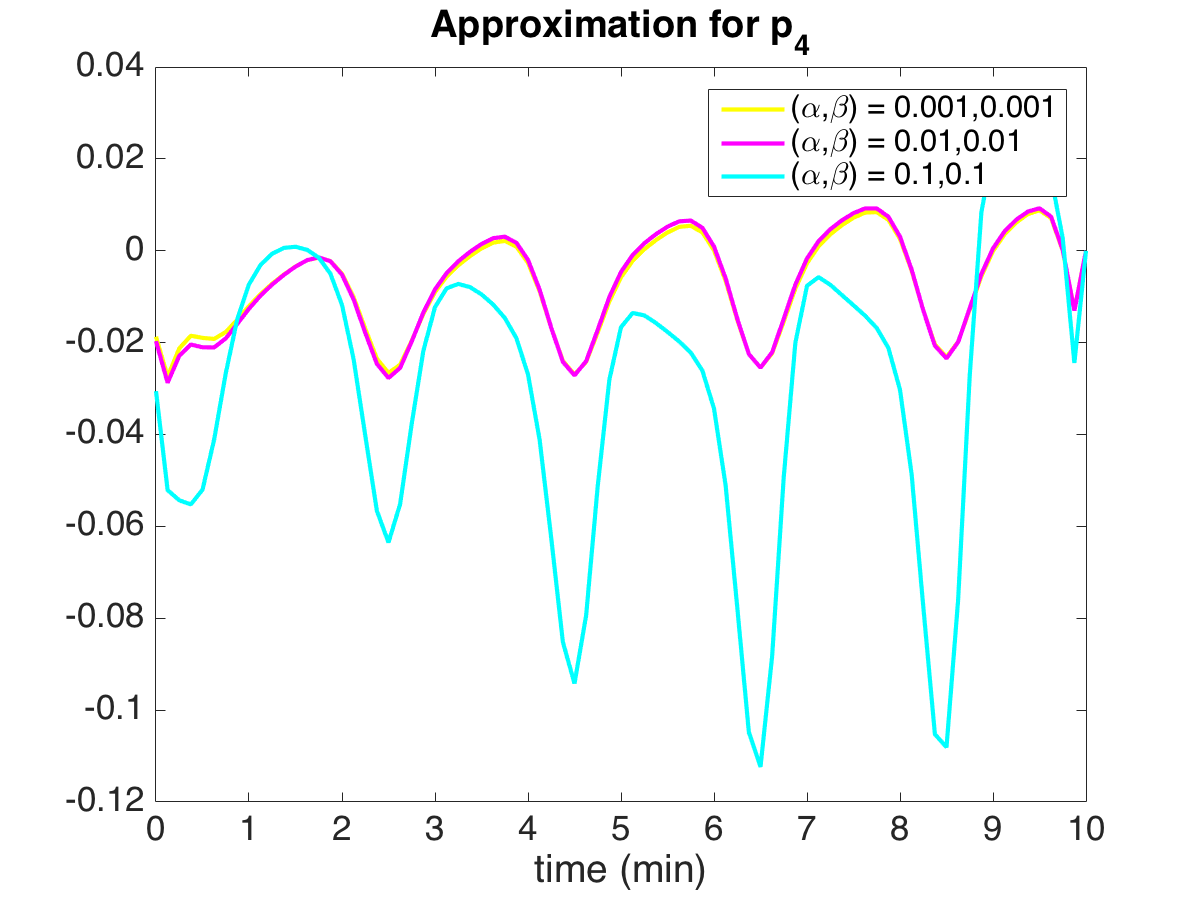 Approximation for p₄
0.04
0.02
0
-0.02
-0.04
-0.06
-0.08
-0.1
-0.12
(α,β) = 0.001,0.001
(α,β) = 0.01,0.01
(α,β) = 0.1,0.1
0 1 2 3 4 5 6 7 8 9 10
time (min)